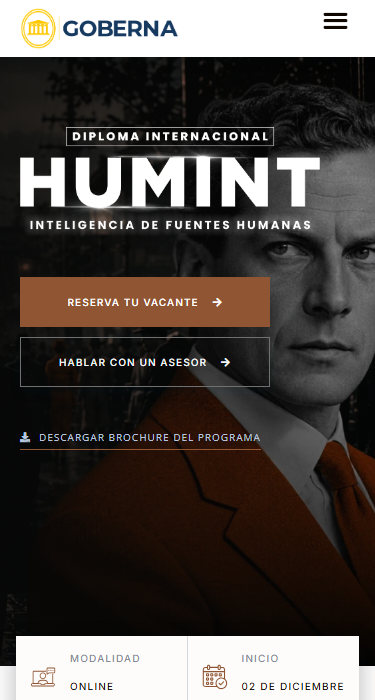 GOBERNA
DIPLOMA INTERNACIONAL
HUMINT
INTELIGENCIA DE FUENTES HUMANAS
RESERVA TU VACANTE
HABLAR CON UN ASESOR
DESCARGAR BROCHURE DEL PROGRAMA
MODALIDAD
ONLINE
INICIO
02 DE DICIEMBRE